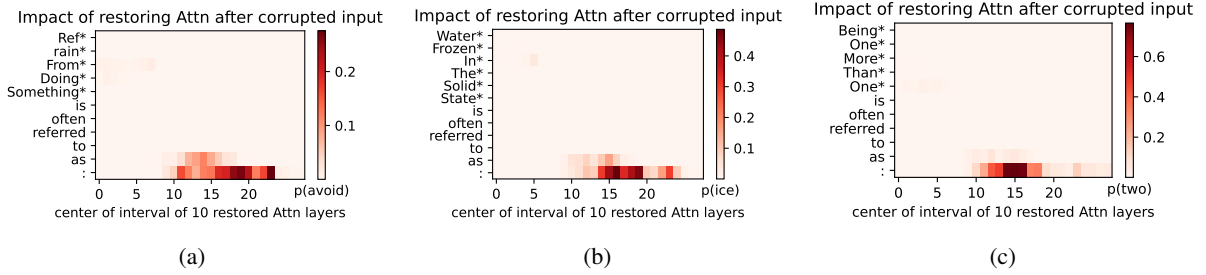 Impact of restoring Attn after corrupted input
Ref*
rain*
From*
Doing*
Something*
is
often
referred
to
as
:
0 5 10 15 20
0.2
0.1
p(avoid)
center of interval of 10 restored Attn layers
(a)
Impact of restoring Attn after corrupted input
Water*
Frozen*
In*
The*
Solid*
State*
is
often
referred
to
as
:
0 5 10 15 20
0.4
0.3
0.2
0.1
p(ice)
center of interval of 10 restored Attn layers
(b)
Impact of restoring Attn after corrupted input
Being*
One*
More*
Than*
One*
is
often
referred
to
as
:
0 5 10 15 20
0.6
0.4
0.2
p(two)
center of interval of 10 restored Attn layers
(c)